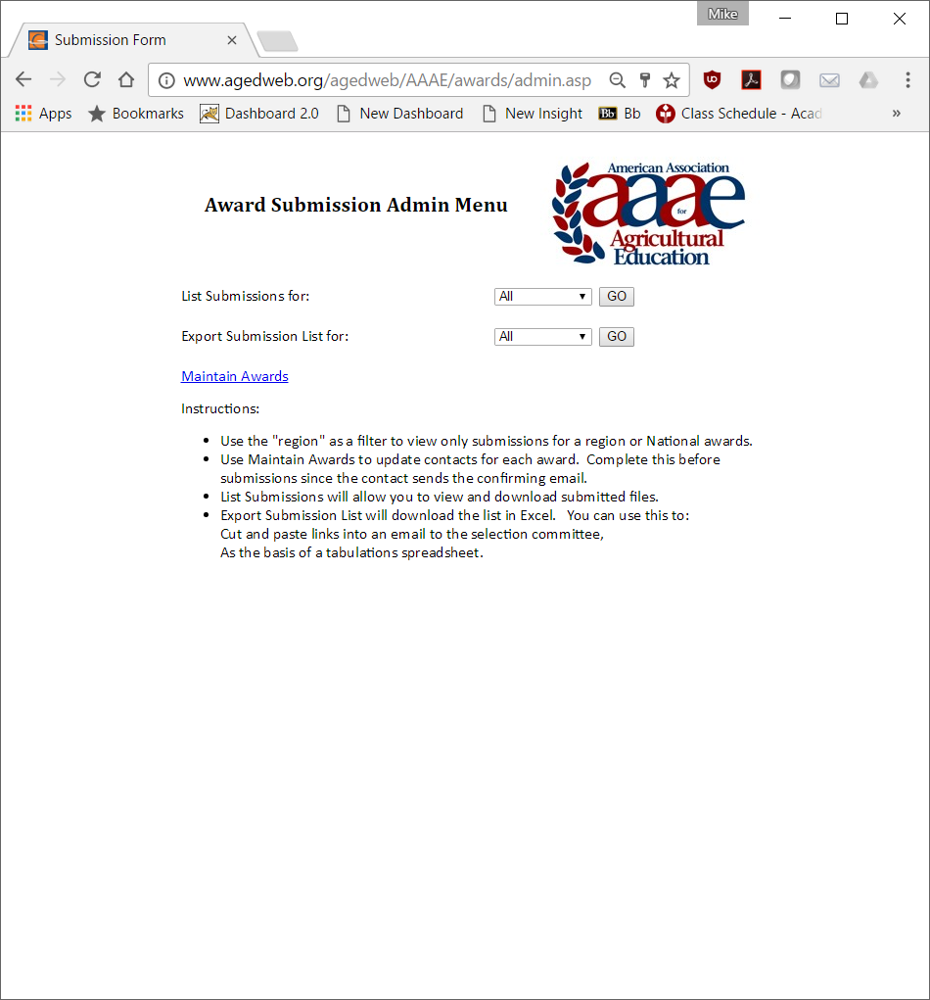 Mike
Submission Form
www.agedweb.org/agedweb/AAAE/awards/admin.asp
Apps Bookmarks Dashboard 2.0 New Dashboard New Insight Bb Bb Class Schedule - Acad »
American Association
aaae
for
Agricultural
Education
Award Submission Admin Menu
List Submissions for: All GO
Export Submission List for: All GO
Maintain Awards
Instructions:
• Use the "region" as a filter to view only submissions for a region or National awards.
• Use Maintain Awards to update contacts for each award.  Complete this before
submissions since the contact sends the confirming email.
• List Submissions will allow you to view and download submitted files.
• Export Submission List will download the list in Excel.   You can use this to:
Cut and paste links into an email to the selection committee,
As the basis of a tabulations spreadsheet.